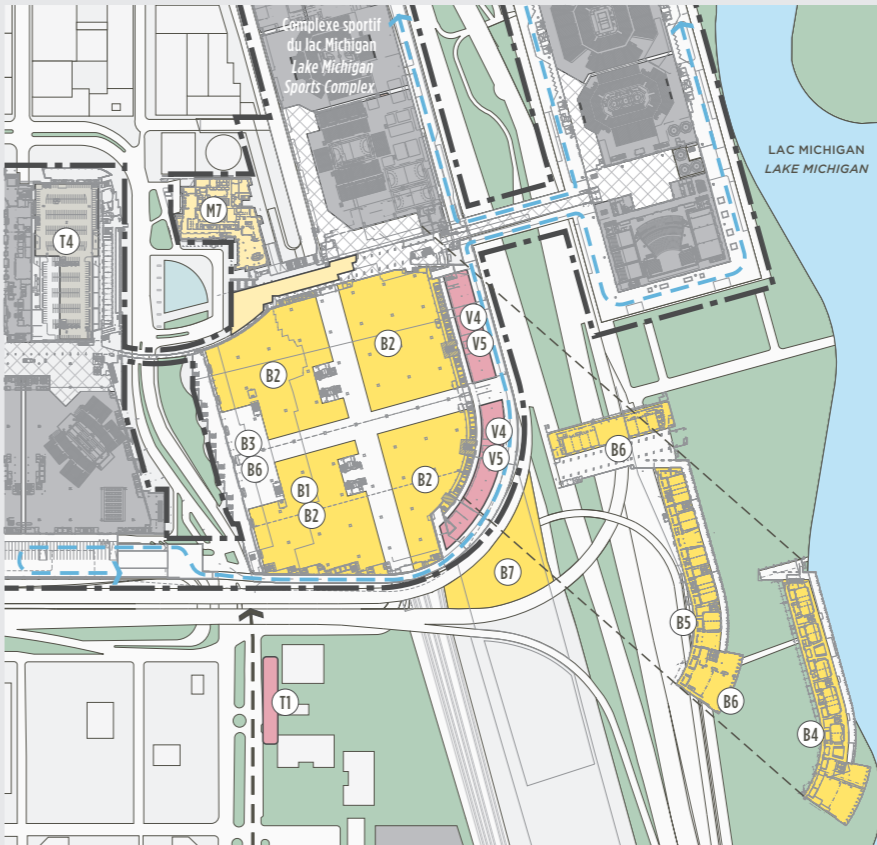 Complexe sportif
du lac Michigan
Lake Michigan
Sports Complex
LAC MICHIGAN
LAKE MICHIGAN
M7
T4
V4
B2
V5
B2
V4
B3
B6
V5
B6
B2
B1
B2
B7
B5
T1
B6
B4